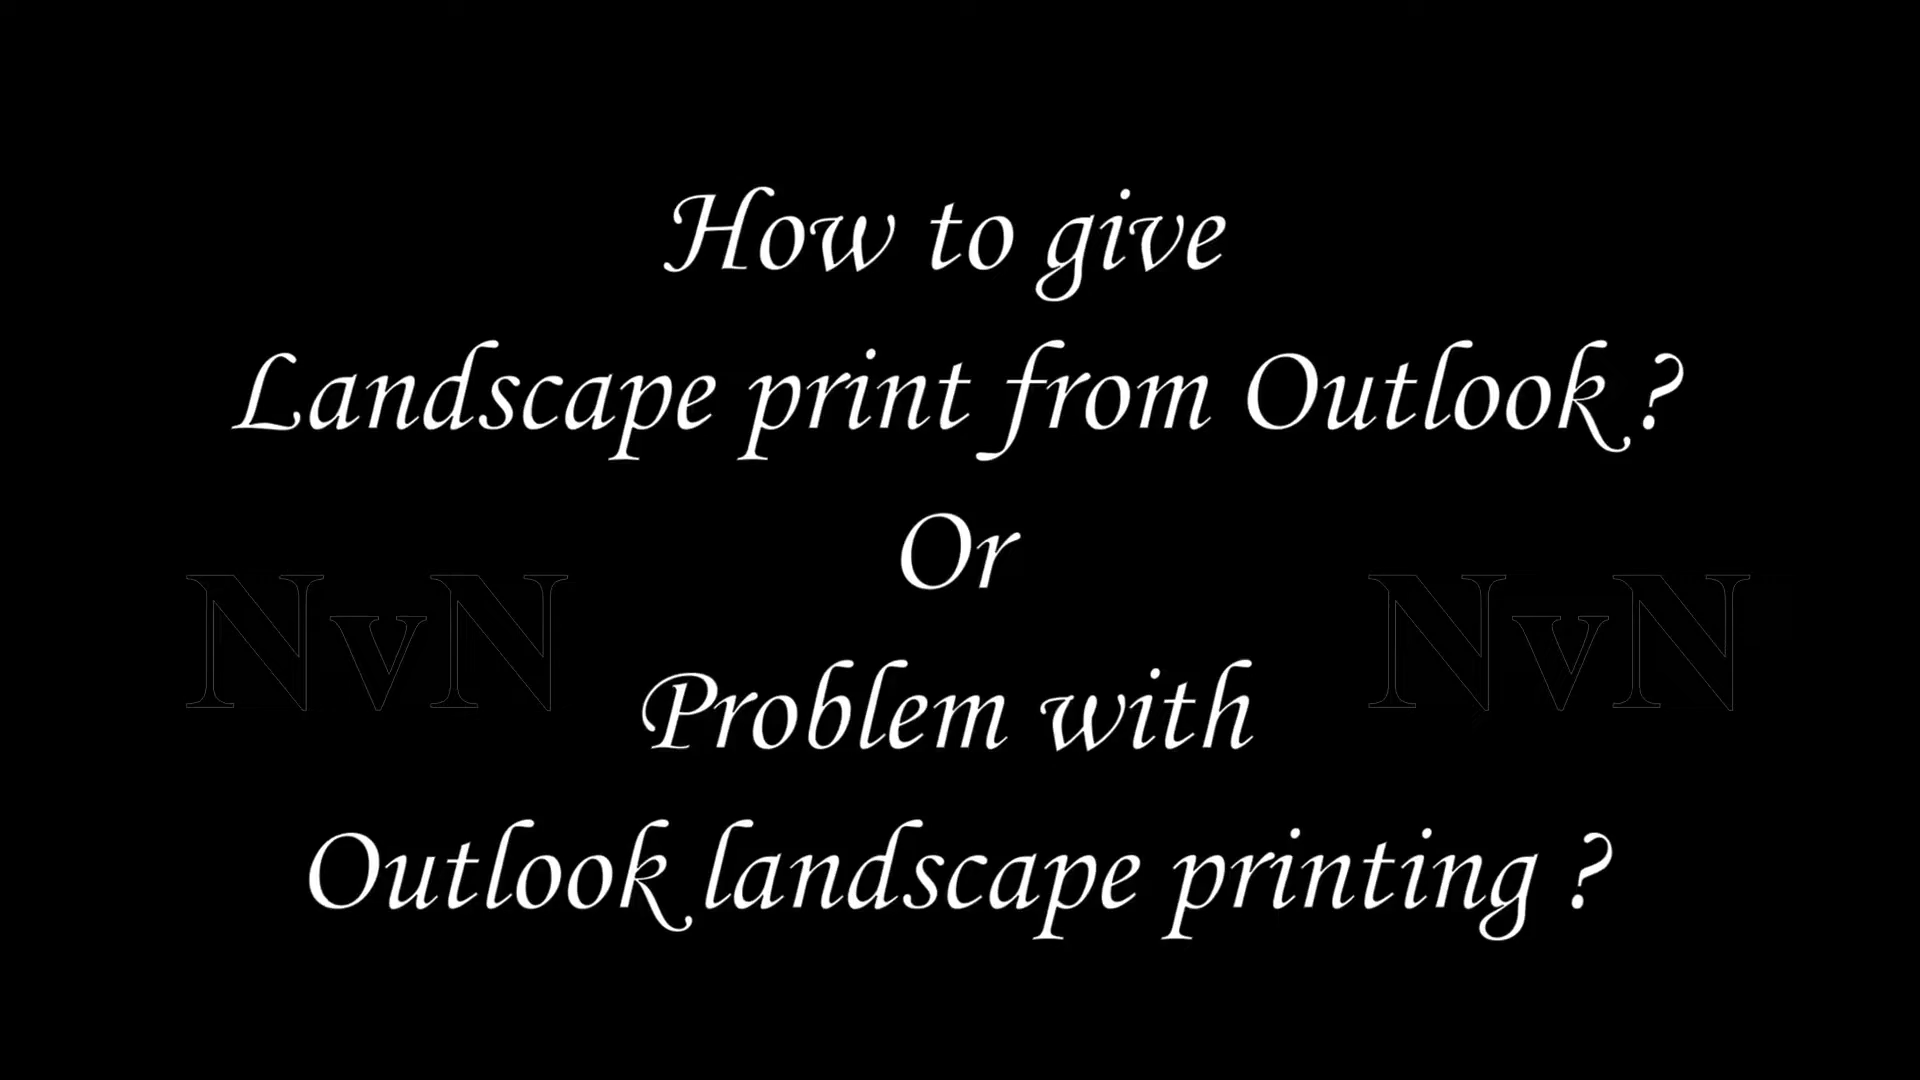 How to give
Landscape print from Outlook ?
Or
NvN NvN
Problem with
Outlook landscape printing ?